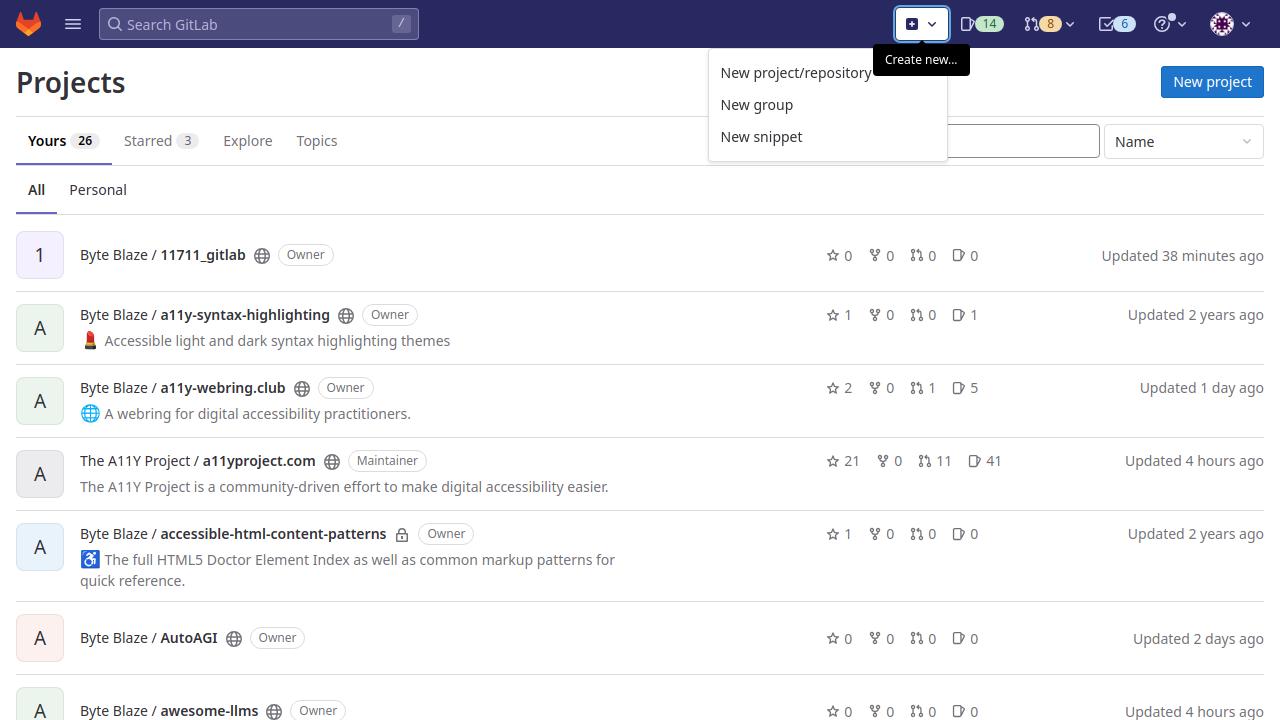 Search GitLab /
14
8
6
Create new...
New project/repository
New group
New snippet
Projects
New project
Yours 26
Starred 3
Explore
Topics
Name
All
Personal
1
Byte Blaze / 11711_gitlab Owner
0 0 0 0
Updated 38 minutes ago
A
Byte Blaze / a11y-syntax-highlighting Owner
Accessible light and dark syntax highlighting themes
1 0 0 1
Updated 2 years ago
A
Byte Blaze / a11y-webring.club Owner
A webring for digital accessibility practitioners.
2 0 1 5
Updated 1 day ago
A
The A11Y Project / a11yproject.com Maintainer
The A11Y Project is a community-driven effort to make digital accessibility easier.
21 0 11 41
Updated 4 hours ago
A
Byte Blaze / accessible-html-content-patterns Owner
The full HTML5 Doctor Element Index as well as common markup patterns for
quick reference.
1 0 0 0
Updated 2 years ago
A
Byte Blaze / AutoAGI Owner
0 0 0 0
Updated 2 days ago
A
Byte Blaze / awesome-llms Owner
0 0 0 0
Updated 4 hours ago